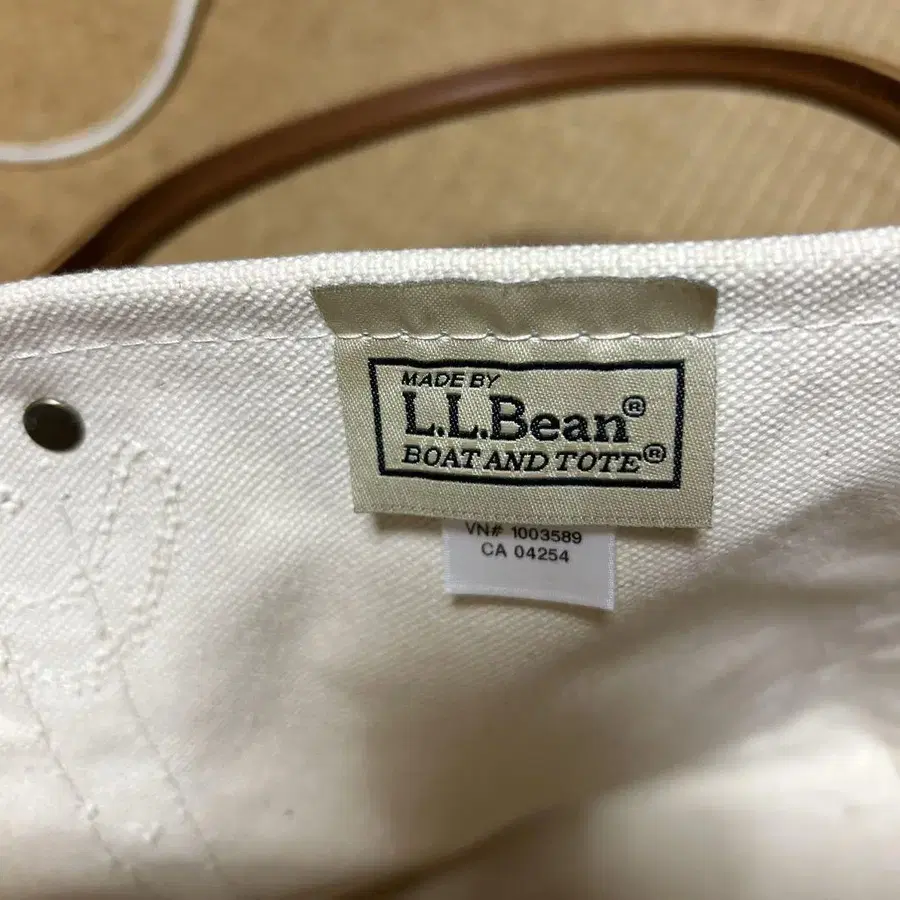 MADE BY
L.L.Bean®
BOAT AND TOTE®
VN# 1003589
CA 04254